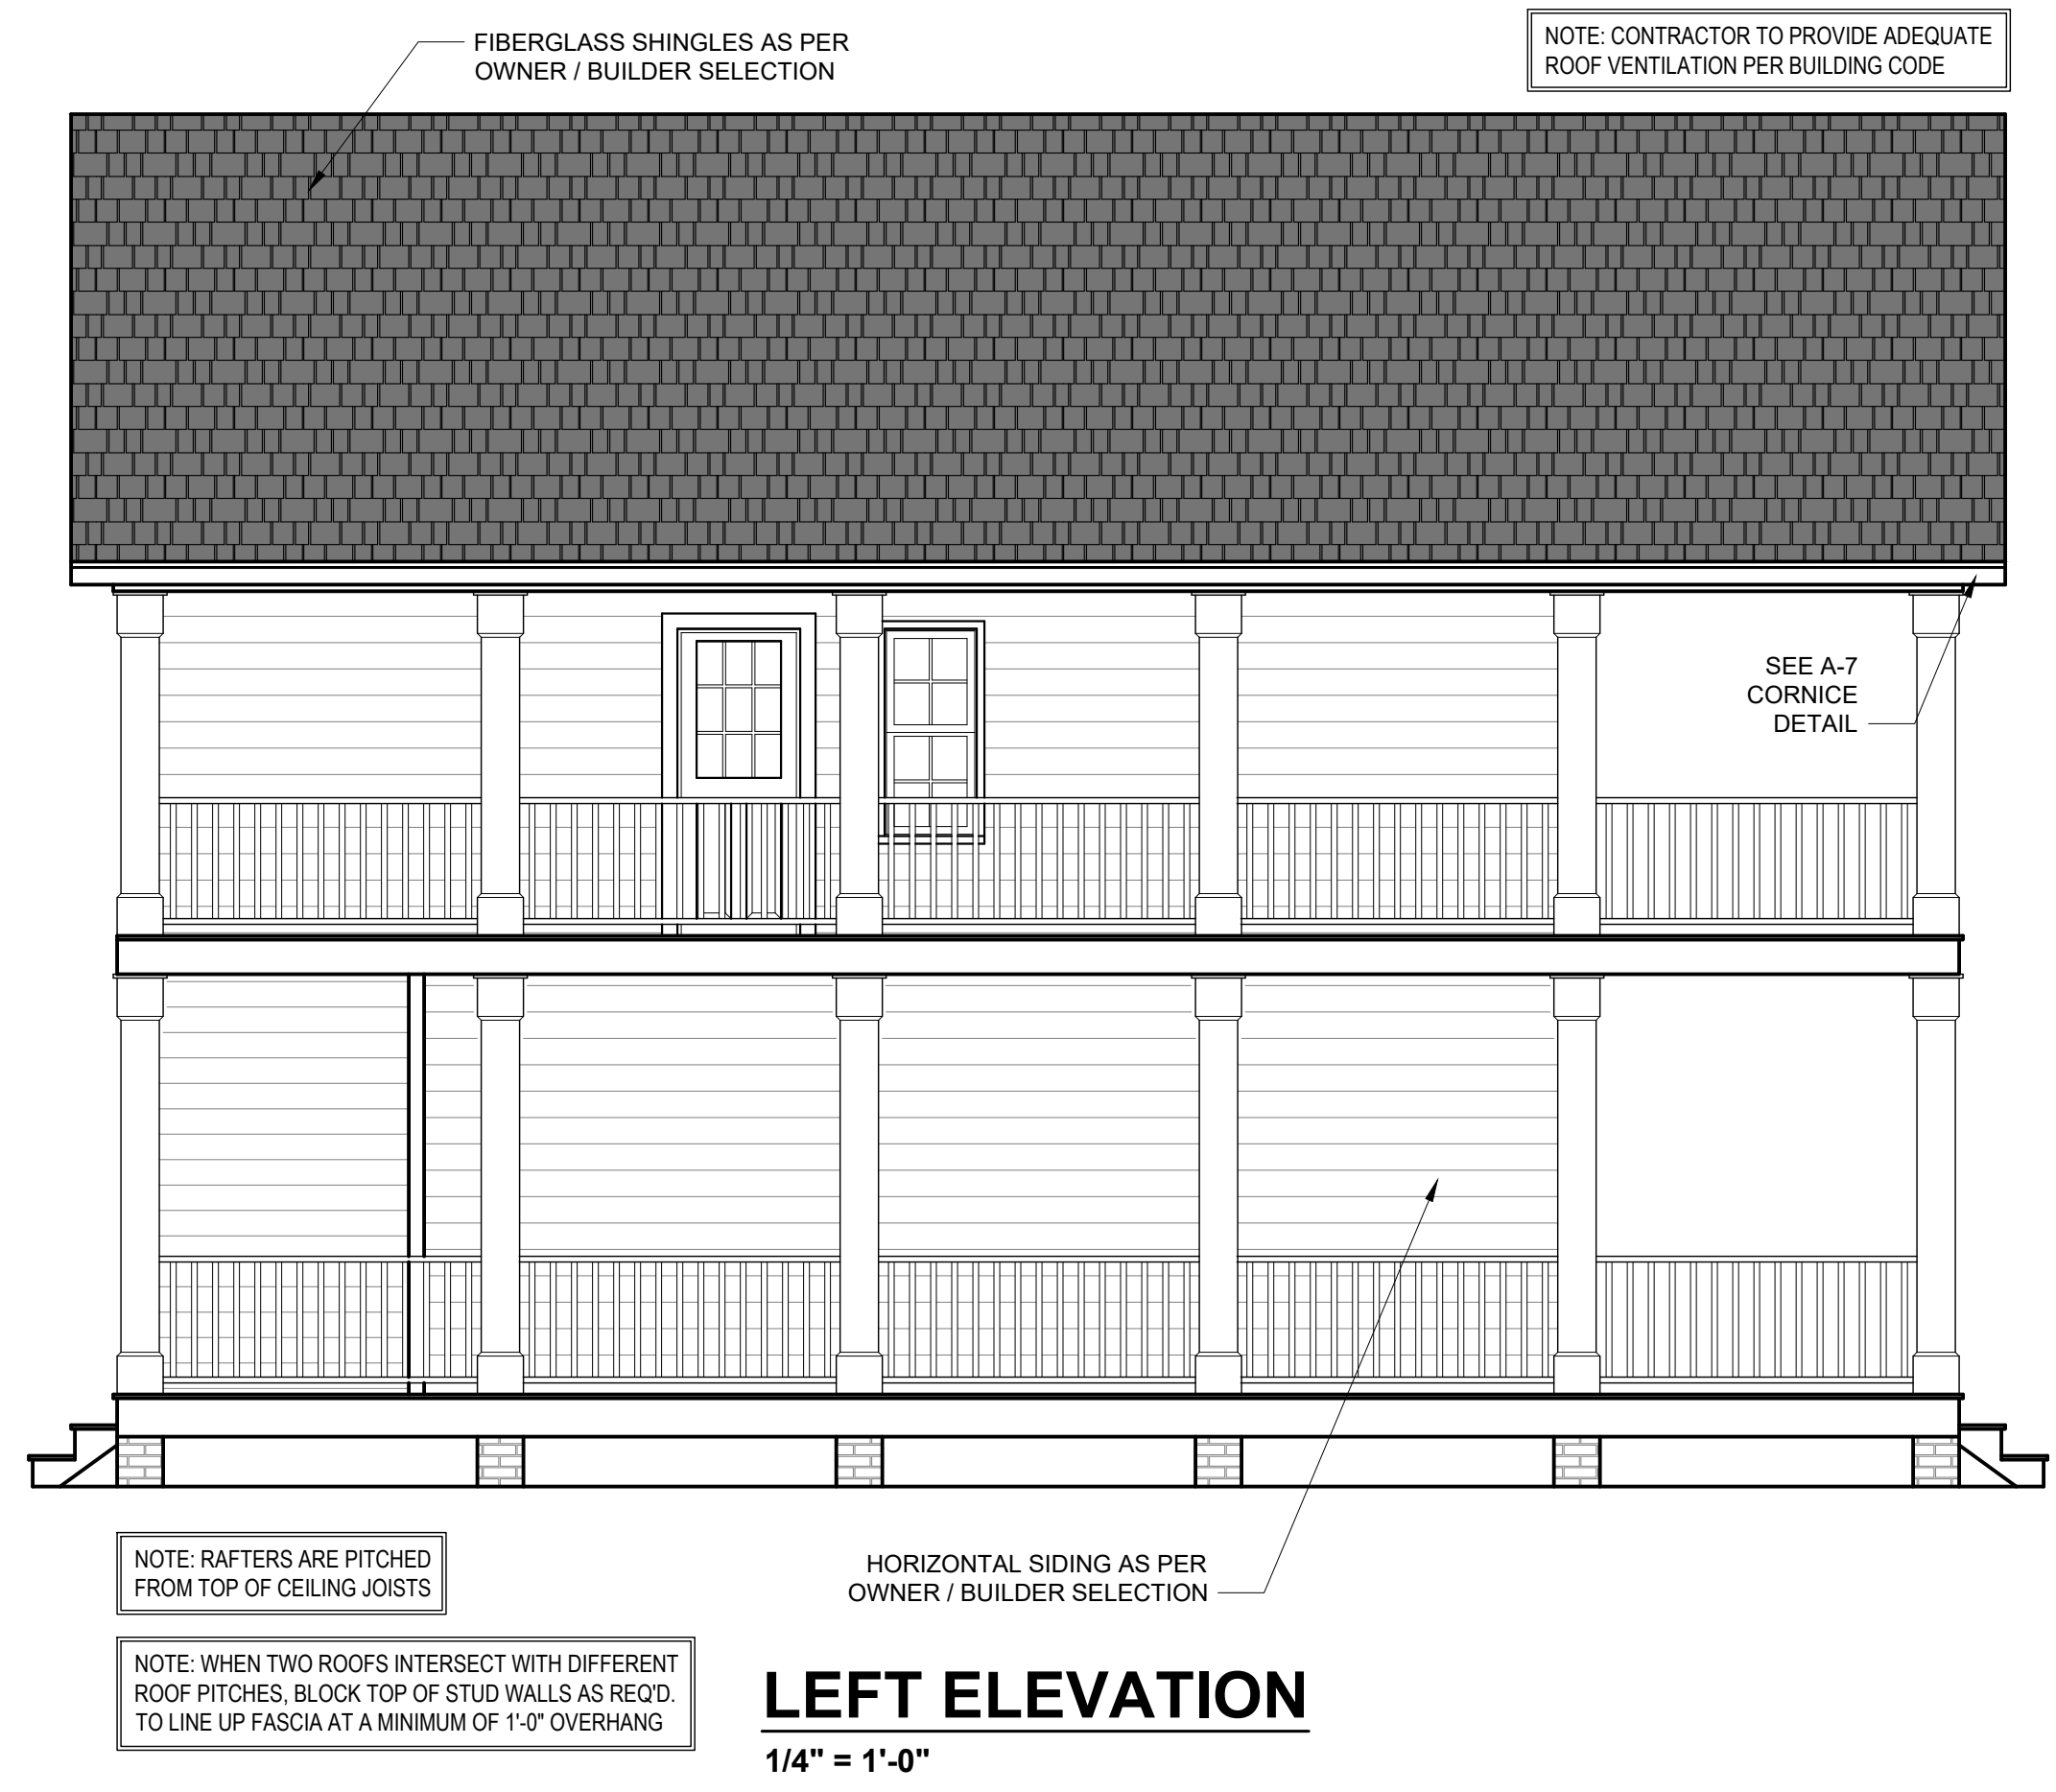 FIBERGLASS SHINGLES AS PER
OWNER / BUILDER SELECTION
NOTE: CONTRACTOR TO PROVIDE ADEQUATE
ROOF VENTILATION PER BUILDING CODE
SEE A-7
CORNICE
DETAIL
NOTE: RAFTERS ARE PITCHED
FROM TOP OF CEILING JOISTS
HORIZONTAL SIDING AS PER
OWNER / BUILDER SELECTION
NOTE: WHEN TWO ROOFS INTERSECT WITH DIFFERENT
ROOF PITCHES, BLOCK TOP OF STUD WALLS AS REQ'D.
TO LINE UP FASCIA AT A MINIMUM OF 1'-0" OVERHANG
LEFT ELEVATION
1/4" = 1'-0"